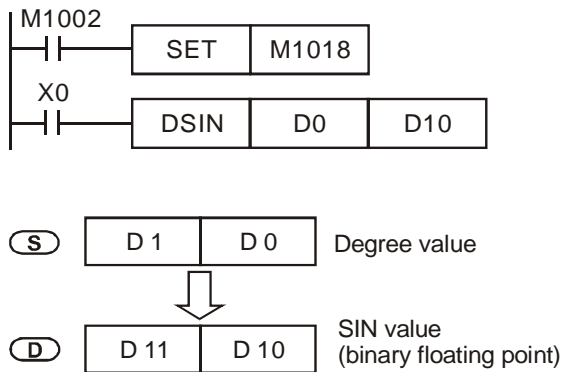 M1002
SET M1018
X0
DSIN D0 D10
S D 1 D 0 Degree value
D D 11 D 10 SIN value
(binary floating point)